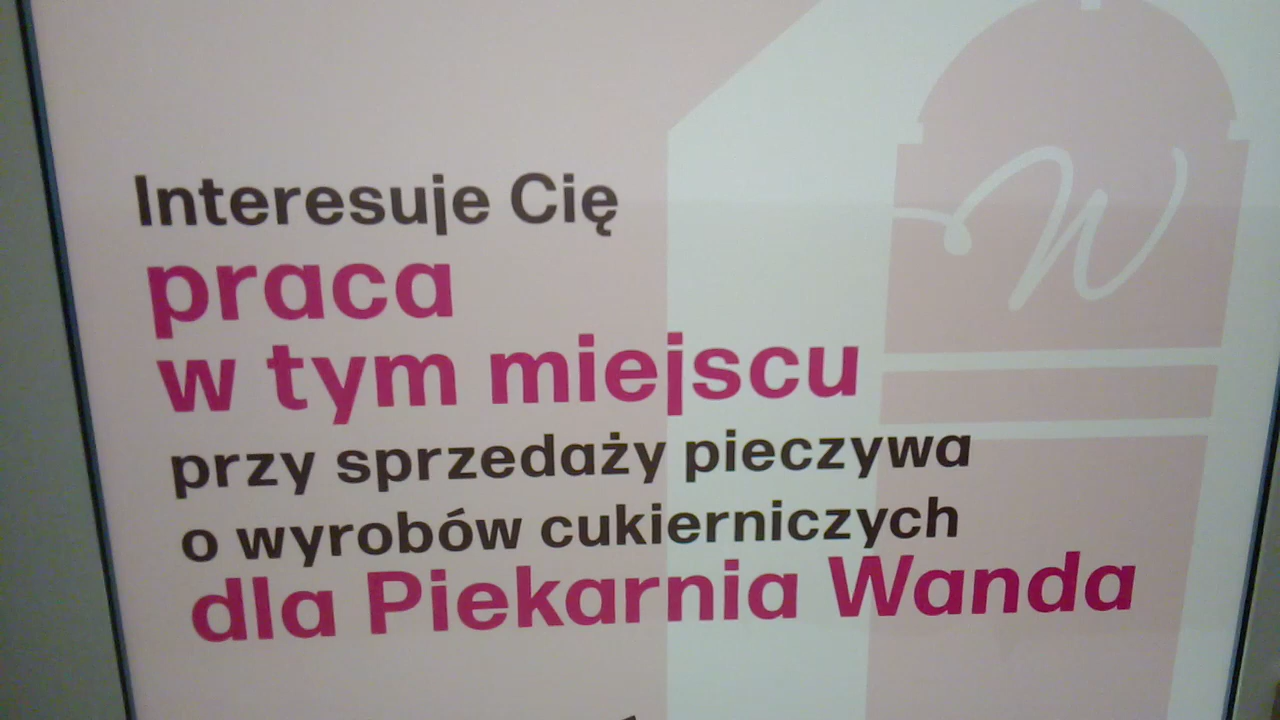 Interesuje Cię
praca
w tym miejscu
przy sprzedaży pieczywa
o wyrobów cukierniczych
dla Piekarnia Wanda
W